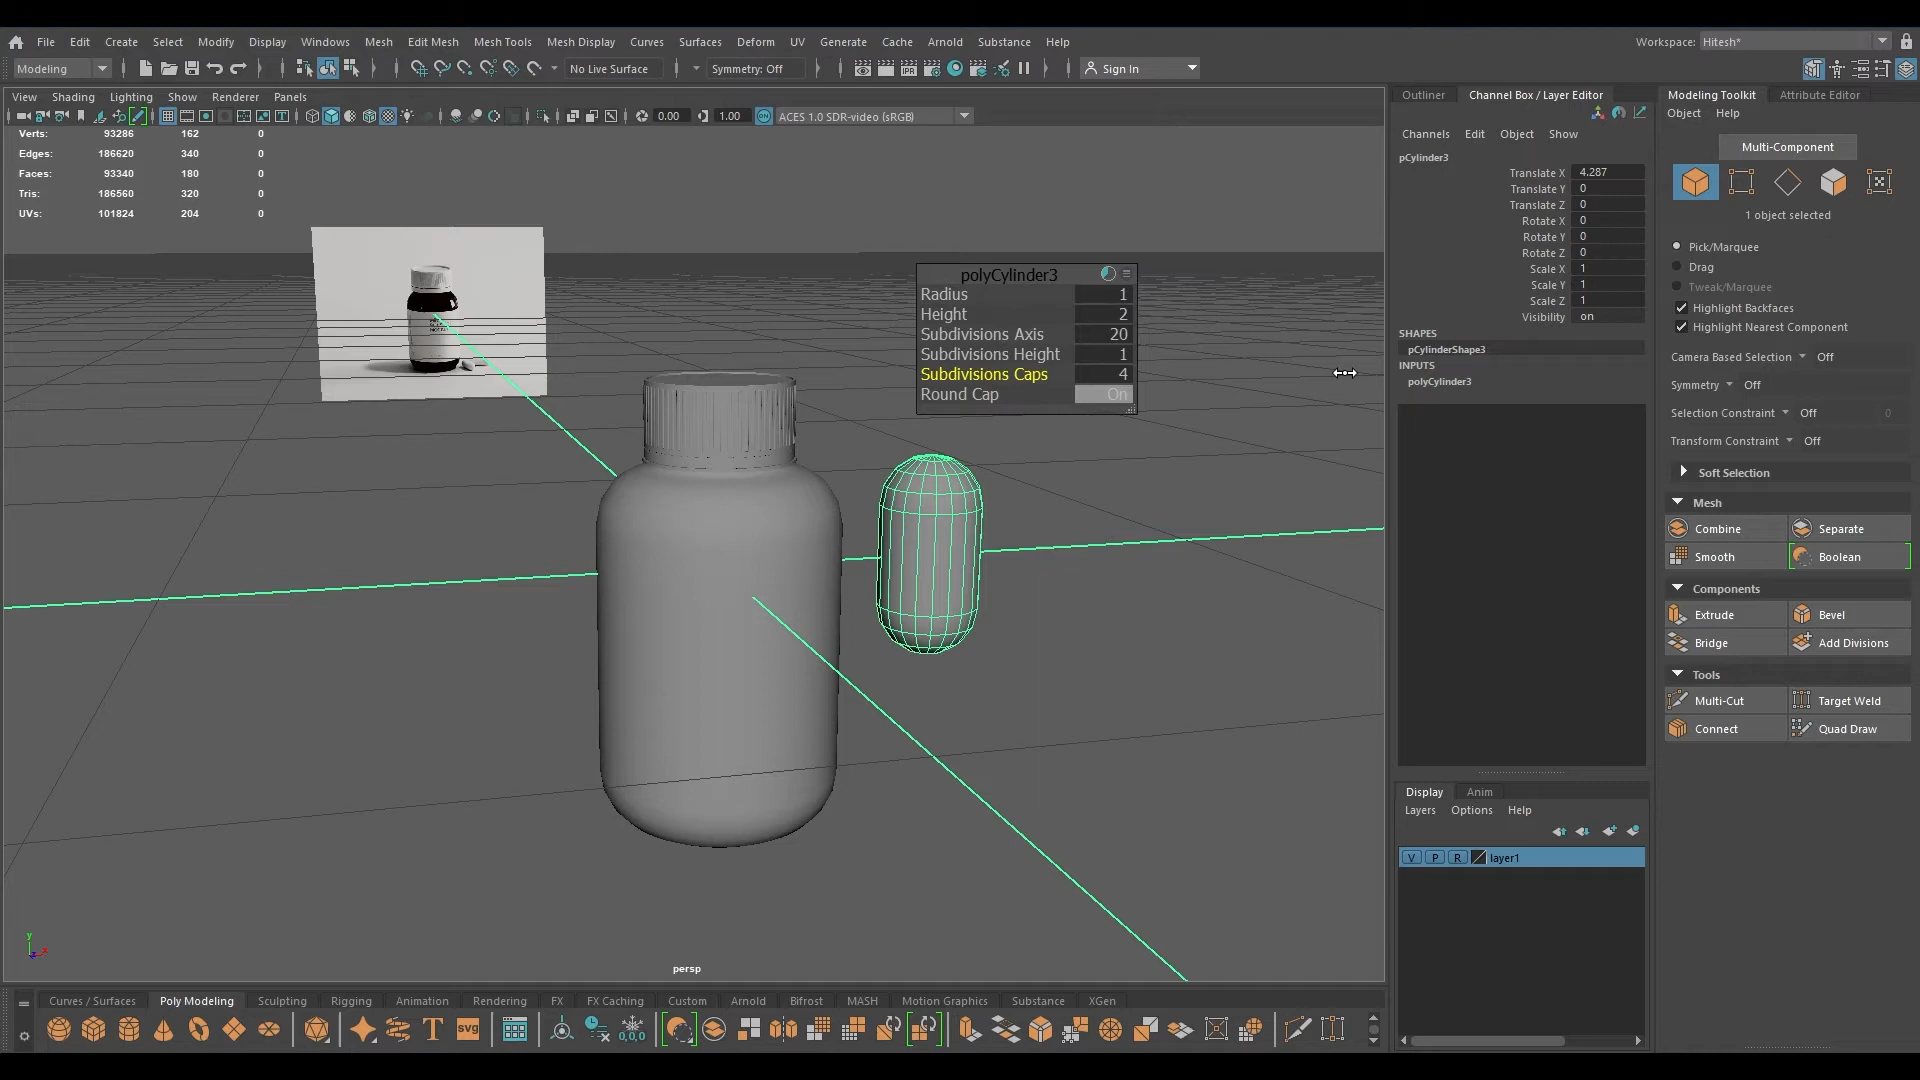 File Edit Create Select Modify Display Windows Mesh Edit Mesh Mesh Tools Mesh Display Curves Surfaces Deform UV Generate Cache Arnold Substance Help
Workspace: Hitesh*
Modeling
No Live Surface
Symmetry: Off
Sign In
View Shading Lighting Show Renderer Panels
0.00
1.00
ACES 1.0 SDR-video (sRGB)
Verts: 93286 162 0
Edges: 186620 340 0
Faces: 93340 180 0
Tris: 186560 320 0
UVs: 101824 204 0
polyCylinder3
Radius 1
Height 2
Subdivisions Axis 20
Subdivisions Height 1
Subdivisions Caps 4
Round Cap On
persp
y
x
Outliner Channel Box / Layer Editor
Channels Edit Object Show
pCylinder3
Translate X 4.287
Translate Y 0
Translate Z 0
Rotate X 0
Rotate Y 0
Rotate Z 0
Scale X 1
Scale Y 1
Scale Z 1
Visibility on
SHAPES
pCylinderShape3
INPUTS
polyCylinder3
Display Anim
Layers Options Help
V P R layer1
Modeling Toolkit Attribute Editor
Object Help
Multi-Component
1 object selected
Pick/Marquee
Drag
Tweak/Marquee
Highlight Backfaces
Highlight Nearest Component
Camera Based Selection Off
Symmetry Off
Selection Constraint Off 0
Transform Constraint Off
Soft Selection
Mesh
Combine Separate
Smooth Boolean
Components
Extrude Bevel
Bridge Add Divisions
Tools
Multi-Cut Target Weld
Connect Quad Draw
Curves / Surfaces Poly Modeling Sculpting Rigging Animation Rendering FX FX Caching Custom Arnold Bifrost MASH Motion Graphics Substance XGen
T
svg
0,0,0